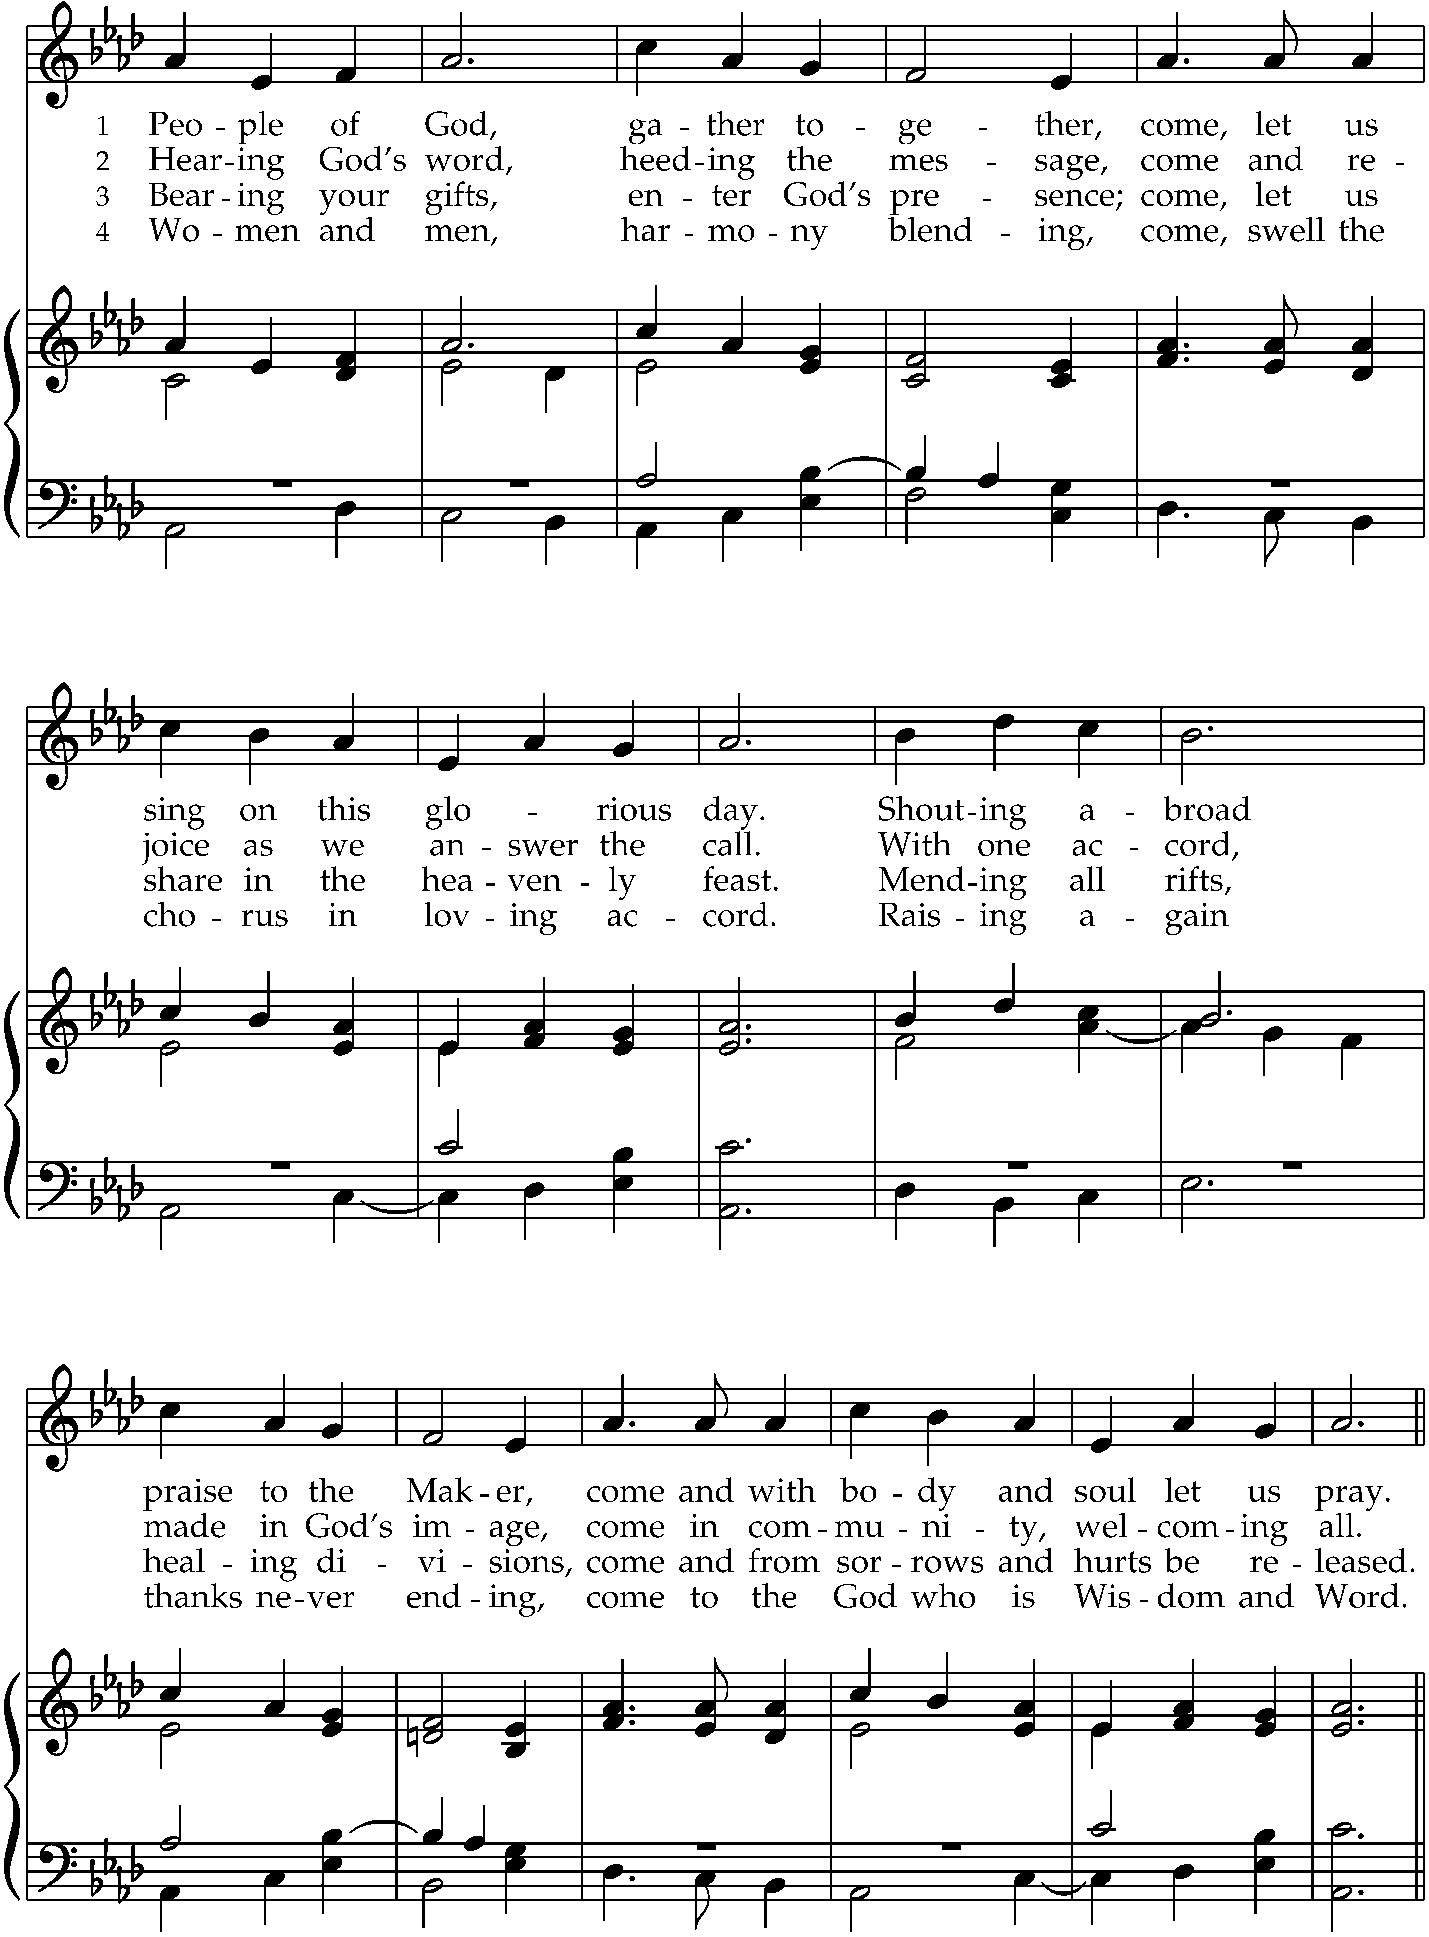 1 Peo - ple of God, ga - ther to - ge - ther, come, let us
2 Hear - ing God's word, heed - ing the mes - sage, come and re -
3 Bear - ing your gifts, en - ter God's pre - sence; come, let us
4 Wo - men and men, har - mo - ny blend - ing, come, swell the
sing on this glo - rious day. Shout - ing a - broad
joice as we an - swer the call. With one ac - cord,
share in the hea - ven - ly feast. Mend - ing all rifts,
cho - rus in lov - ing ac - cord. Rais - ing a - gain
praise to the Mak - er, come and with bo - dy and soul let us pray.
made in God's im - age, come in com - mu - ni - ty, wel - com - ing all.
heal - ing di - vi - sions, come and from sor - rows and hurts be re - leased.
thanks ne - ver end - ing, come to the God who is Wis - dom and Word.